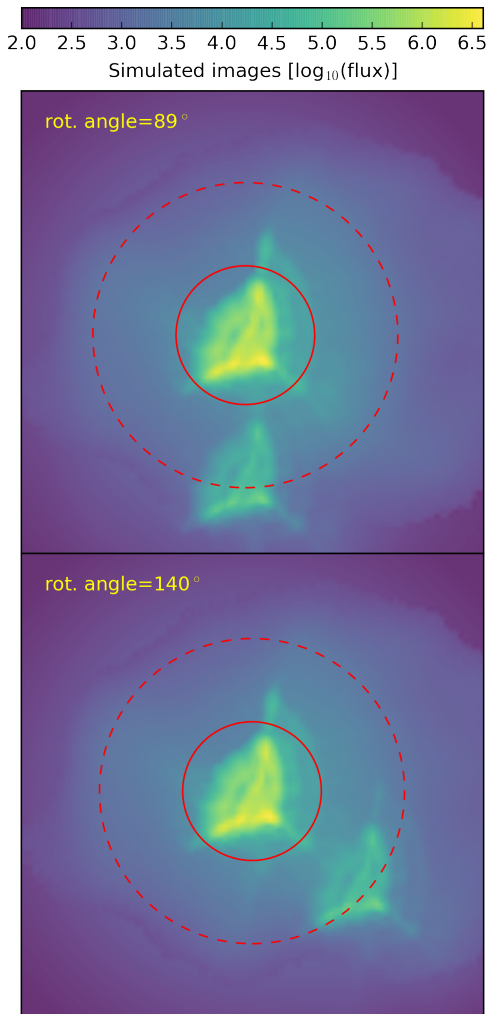 2.0 2.5 3.0 3.5 4.0 4.5 5.0 5.5 6.0 6.5
Simulated images [log₁₀(flux)]
rot. angle=89°
rot. angle=140°